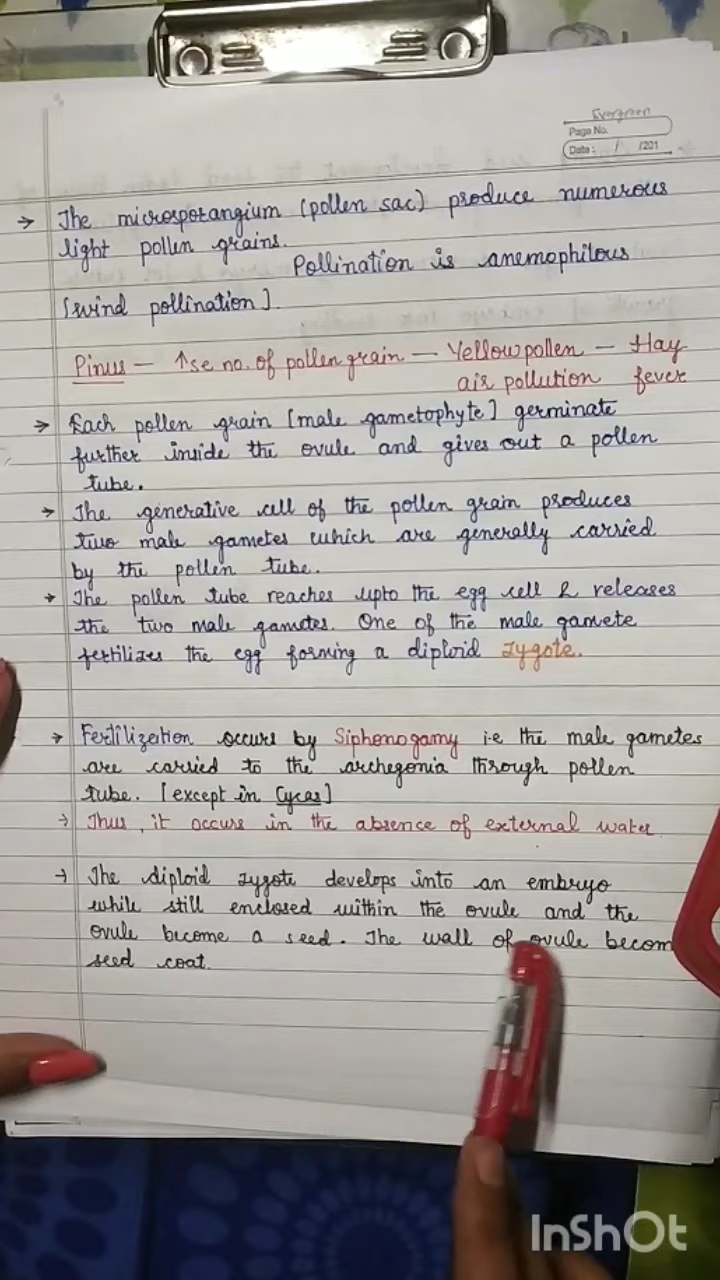 Evergreen
Page No.
Date : / /201
→ The microsporangium (pollen sac) produce numerous
light pollen grains.
Pollination is anemophilous
[wind pollination].
Pinus — ↑se no. of pollen grain — Yellow pollen — Hay
air pollution fever
→ Each pollen grain [male gametophyte] germinate
further inside the ovule and gives out a pollen
tube.
→ The generative cell of the pollen grain produces
two male gametes which are generally carried
by the pollen tube.
→ The pollen tube reaches upto the egg cell & releases
the two male gametes. One of the male gamete
fertilizes the egg forming a diploid zygote.
→ Fertilization occurs by Siphonogamy i.e the male gametes
are carried to the archegonia through pollen
tube. [except in Cycas]
→ Thus, it occurs in the absence of external water.
→ The diploid zygote develops into an embryo
while still enclosed within the ovule and the
ovule become a seed. The wall of ovule becom
seed coat.
InShOt